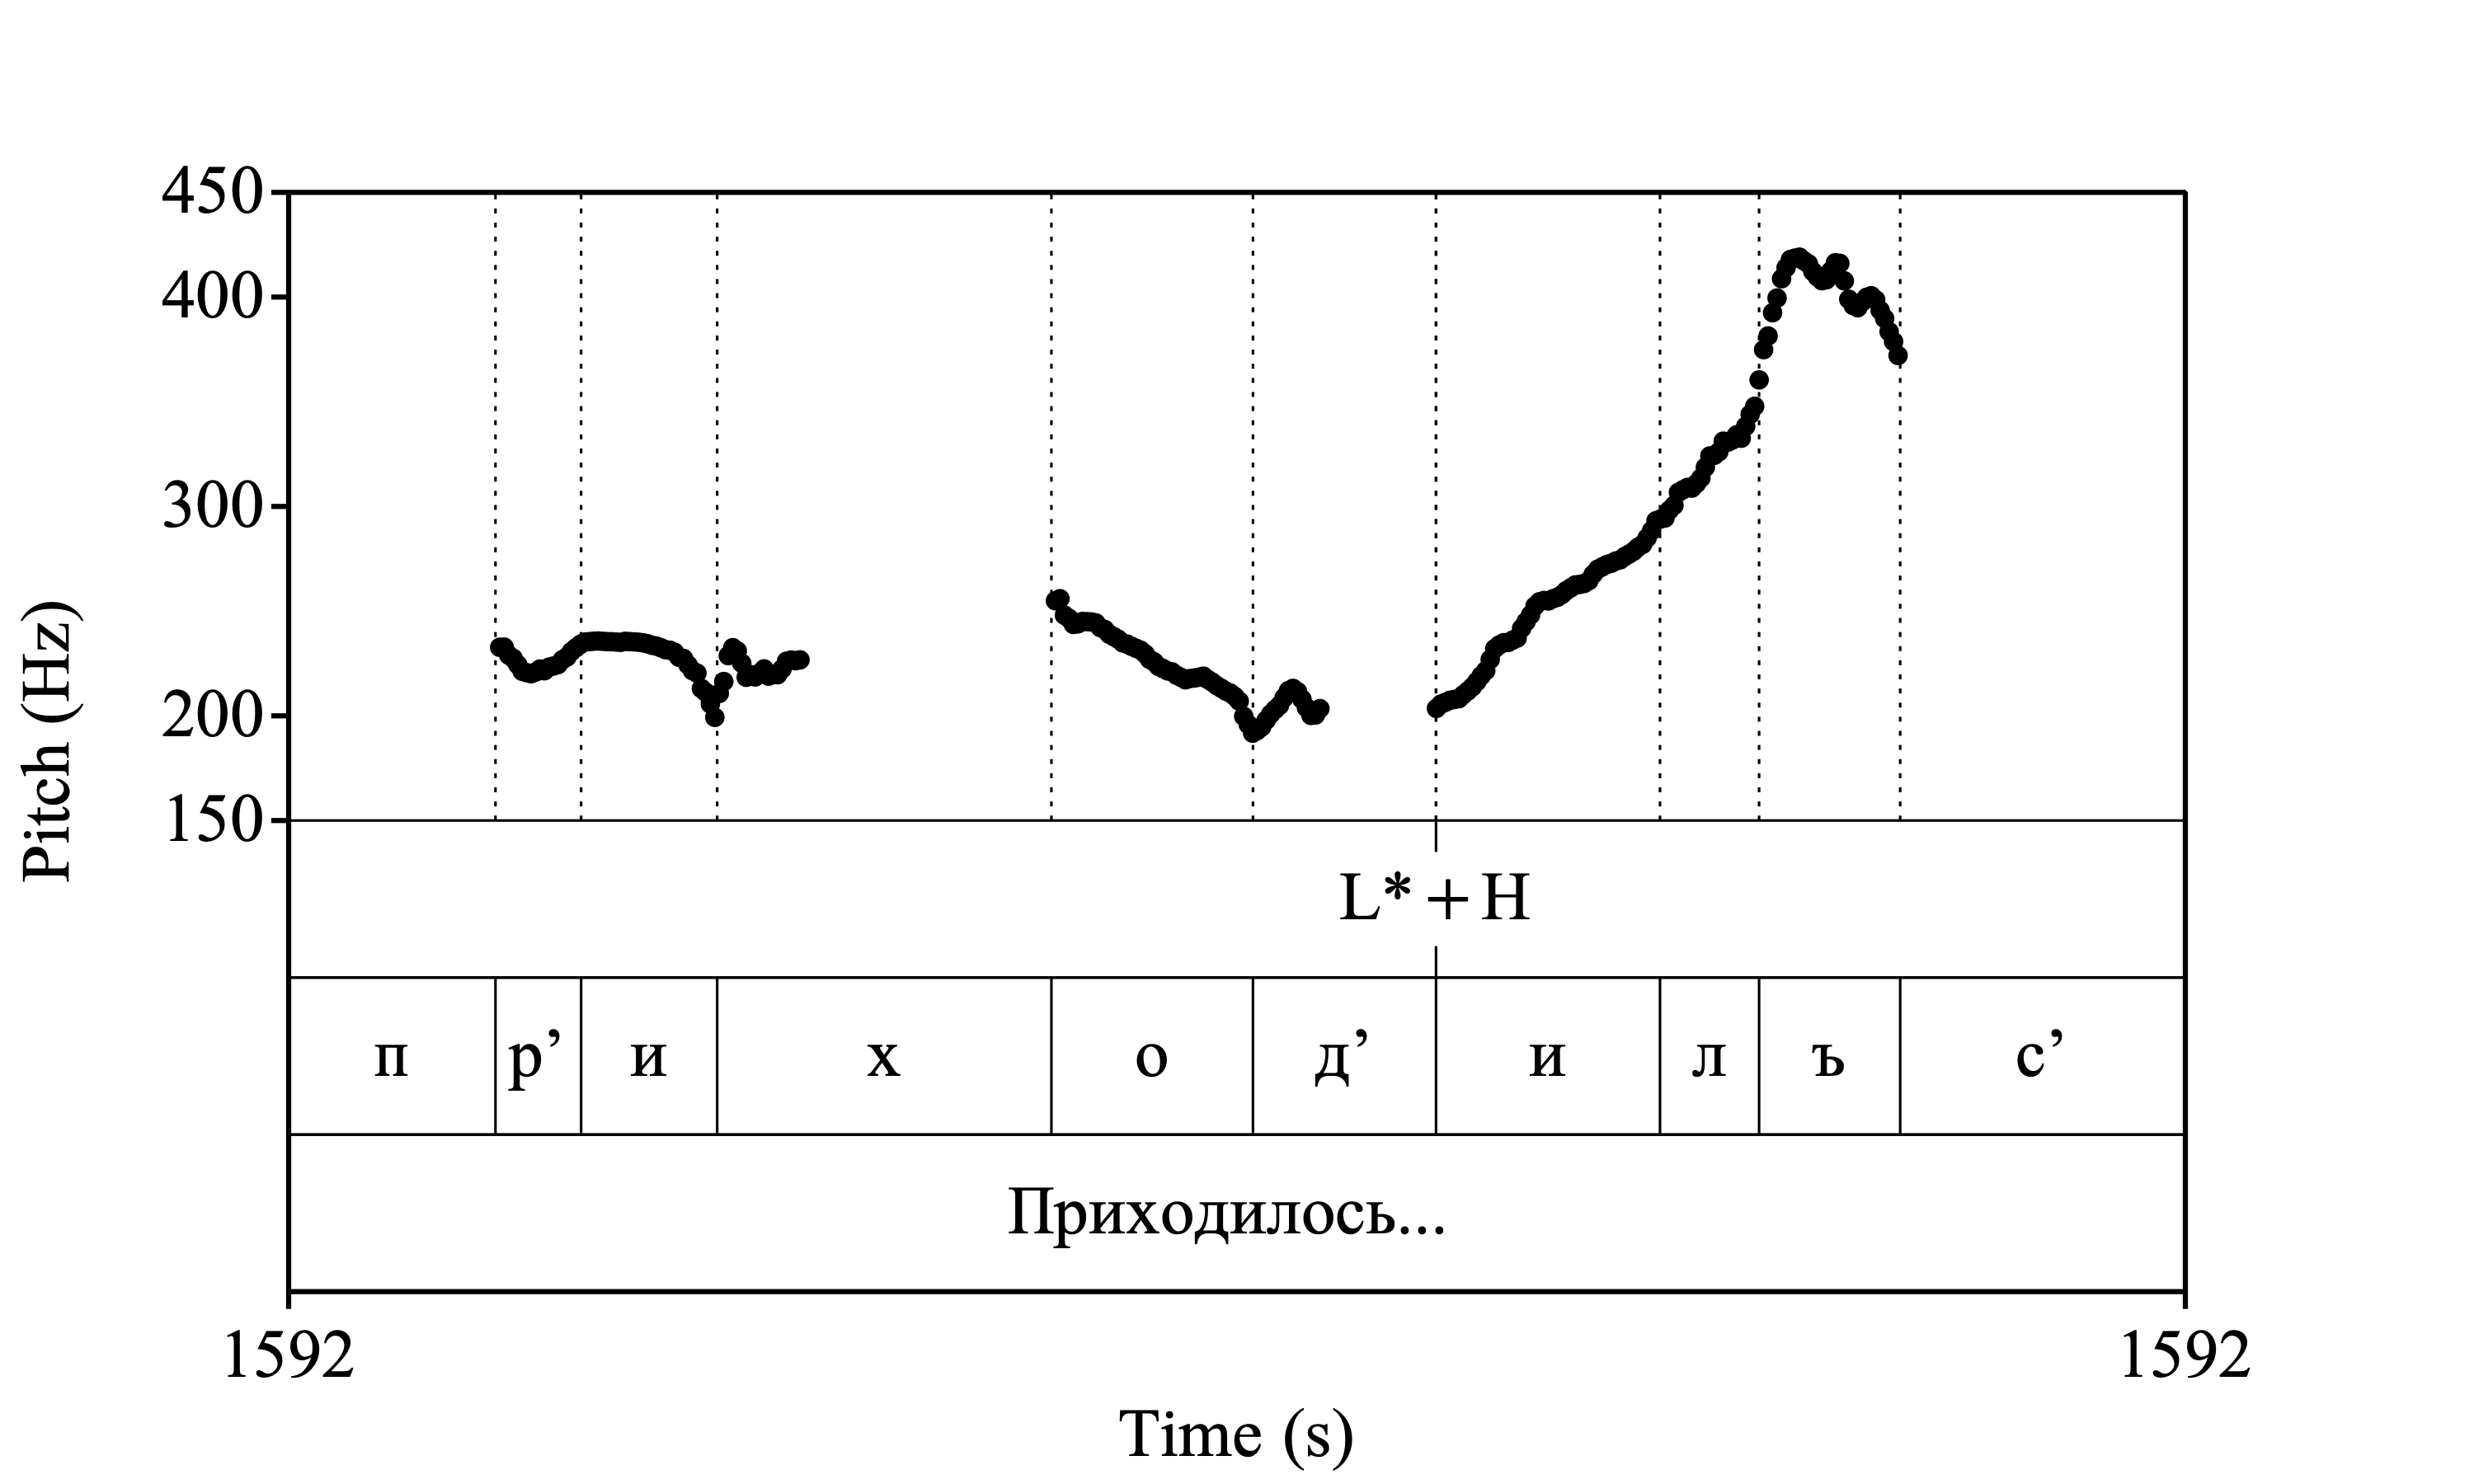 450
400
300
200
150
Pitch (Hz)
L*+H
п р’ и х о д’ и л ъ с’
Приходилось...
1592 1592
Time (s)